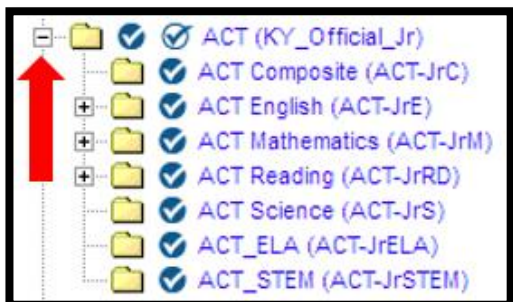 ACT (KY_Official_Jr)
ACT Composite (ACT-JrC)
ACT English (ACT-JrE)
ACT Mathematics (ACT-JrM)
ACT Reading (ACT-JrRD)
ACT Science (ACT-JrS)
ACT_ELA (ACT-JrELA)
ACT_STEM (ACT-JrSTEM)